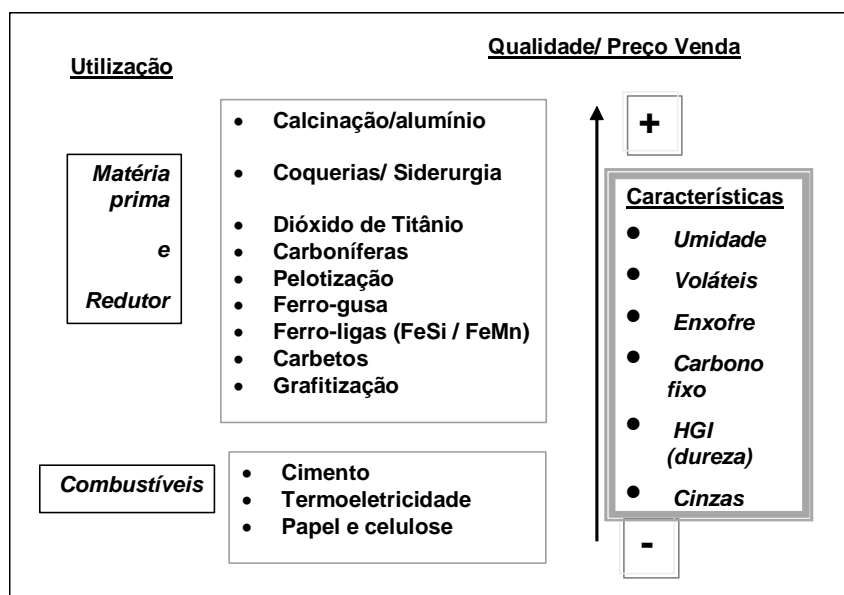 Utilização
Qualidade/ Preço Venda
Matéria
prima
e
Redutor
• Calcinação/alumínio
• Coquerias/ Siderurgia
• Dióxido de Titânio
• Carboníferas
• Pelotização
• Ferro-gusa
• Ferro-ligas (FeSi / FeMn)
• Carbetos
• Grafitização
+
Características
• Umidade
• Voláteis
• Enxofre
• Carbono
fixo
• HGI
(dureza)
• Cinzas
-
Combustíveis
• Cimento
• Termoeletricidade
• Papel e celulose